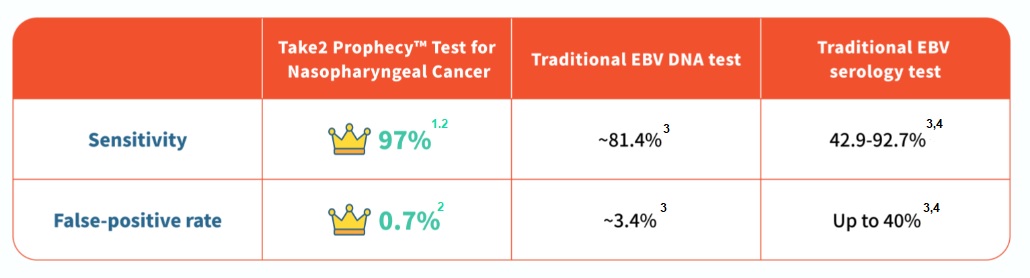 Take2 Prophecy™ Test for
Nasopharyngeal Cancer
Traditional EBV DNA test
Traditional EBV
serology test
Sensitivity
97%1.2
~81.4%3
42.9-92.7%3,4
False-positive rate
0.7%2
~3.4%3
Up to 40%3,4